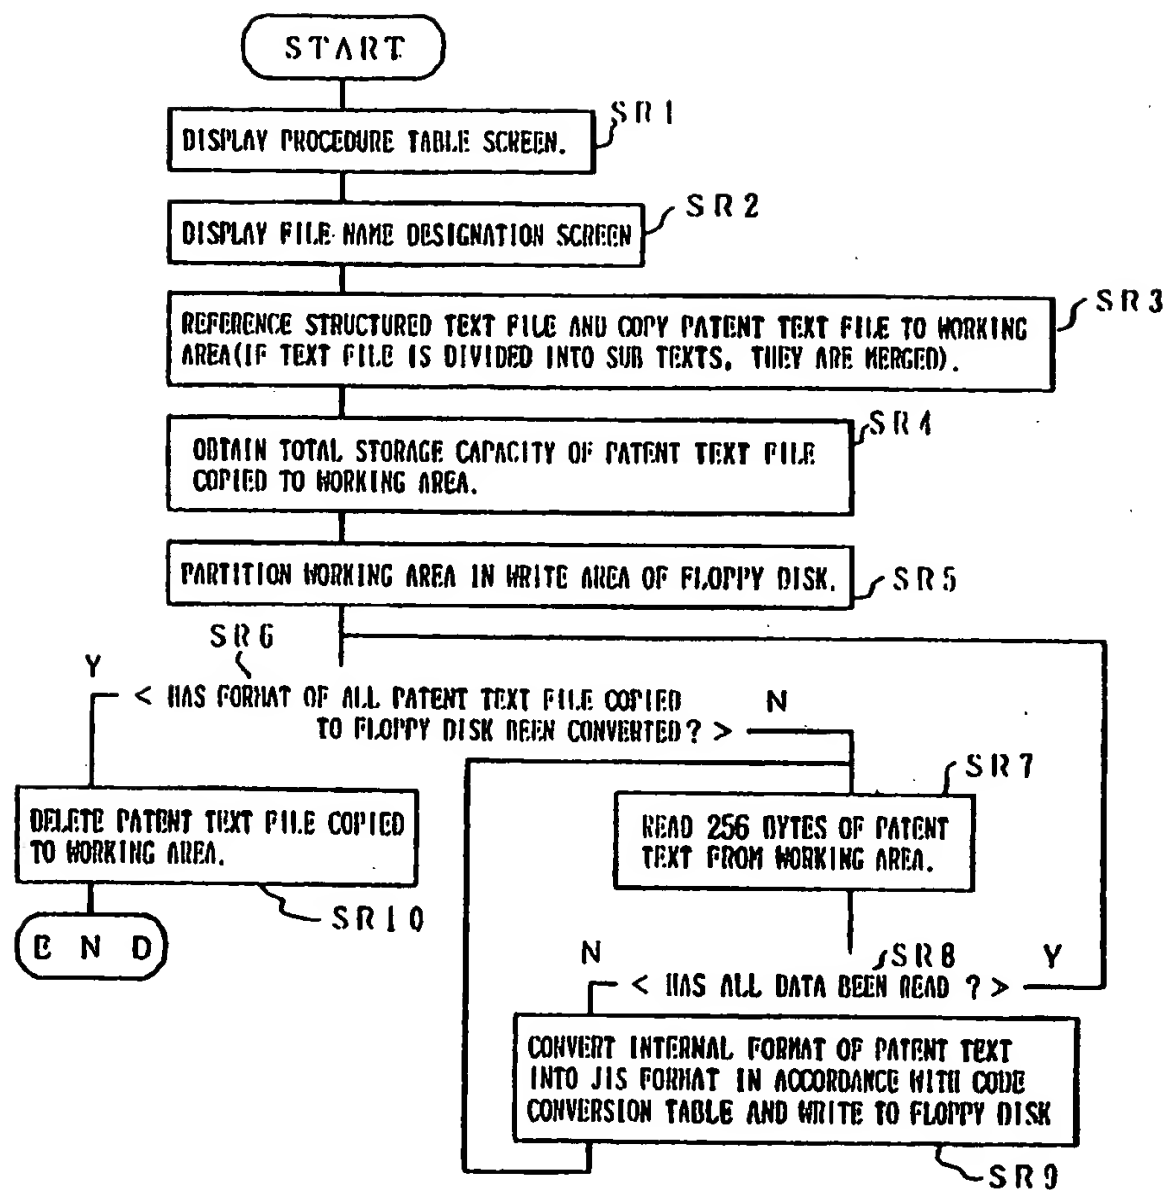 START
SR1
DISPLAY PROCEDURE TABLE SCREEN.
SR2
DISPLAY FILE NAME DESIGNATION SCREEN
SR3
REFERENCE STRUCTURED TEXT FILE AND COPY PATENT TEXT FILE TO WORKING
AREA(IF TEXT FILE IS DIVIDED INTO SUB TEXTS, THEY ARE MERGED).
SR4
OBTAIN TOTAL STORAGE CAPACITY OF PATENT TEXT FILE
COPIED TO WORKING AREA.
PARTITION WORKING AREA IN WRITE AREA OF FLOPPY DISK.
SR5
SR6
Y
< HAS FORMAT OF ALL PATENT TEXT FILE COPIED
TO FLOPPY DISK BEEN CONVERTED? >
N
SR7
DELETE PATENT TEXT FILE COPIED
TO WORKING AREA.
READ 256 BYTES OF PATENT
TEXT FROM WORKING AREA.
SR10
END
SR8
N
< HAS ALL DATA BEEN READ ? >
Y
CONVERT INTERNAL FORMAT OF PATENT TEXT
INTO JIS FORMAT IN ACCORDANCE WITH CODE
CONVERSION TABLE AND WRITE TO FLOPPY DISK
SR9